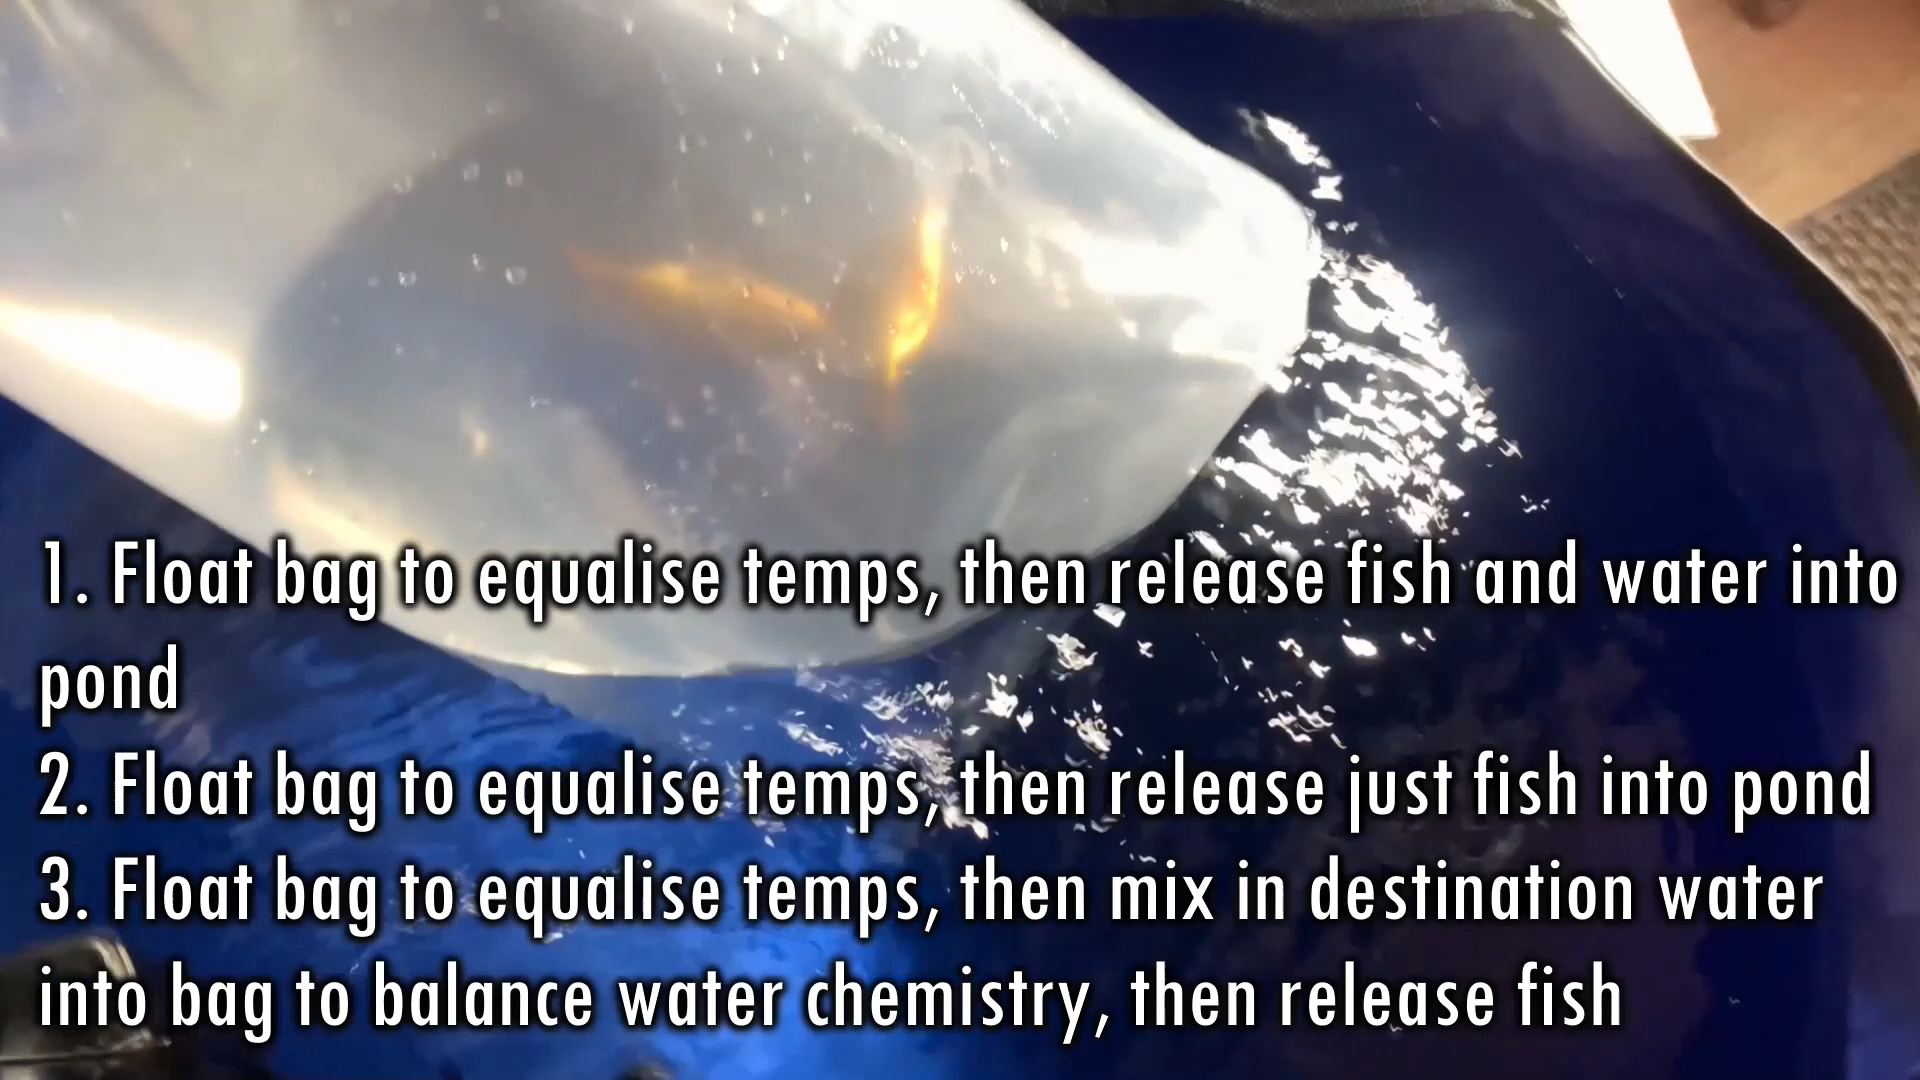 1. Float bag to equalise temps, then release fish and water into
pond
2. Float bag to equalise temps, then release just fish into pond
3. Float bag to equalise temps, then mix in destination water
into bag to balance water chemistry, then release fish